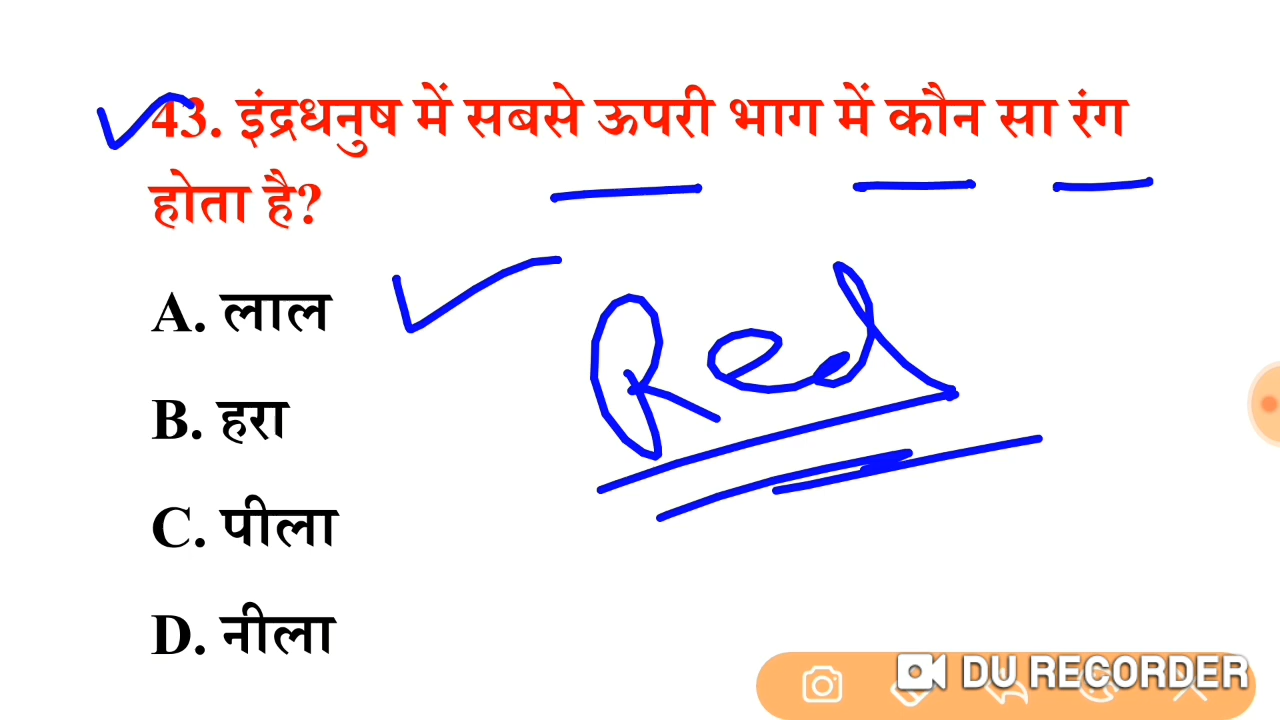 43. इंद्रधनुष में सबसे ऊपरी भाग में कौन सा रंग
होता है?
A. लाल
Red
B. हरा
C. पीला
D. नीला
DU RECORDER